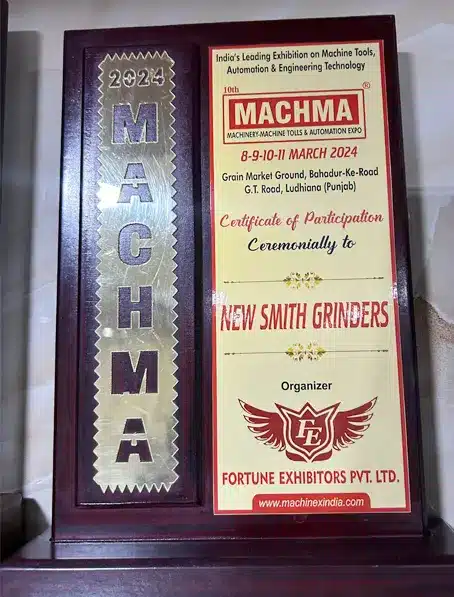 2024
M
A
C
H
M
A
India's Leading Exhibition on Machine Tools,
Automation & Engineering Technology
10th
MACHMA®
MACHINERY-MACHINE TOLLS & AUTOMATION EXPO
8-9-10-11 MARCH 2024
Grain Market Ground, Bahadur-Ke-Road
G.T. Road, Ludhiana (Punjab)
Certificate of Participation
Ceremonially to
NEW SMITH GRINDERS
Organizer
FE
FORTUNE EXHIBITORS PVT. LTD.
www.machinexindia.com